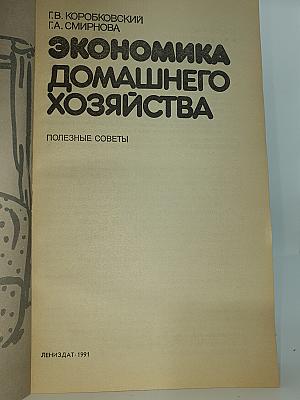 Г.В. КОРОБКОВСКИЙ
Г.А. СМИРНОВА
ЭКОНОМИКА
ДОМАШНЕГО
ХОЗЯЙСТВА
ПОЛЕЗНЫЕ СОВЕТЫ
ЛЕНИЗДАТ·1991